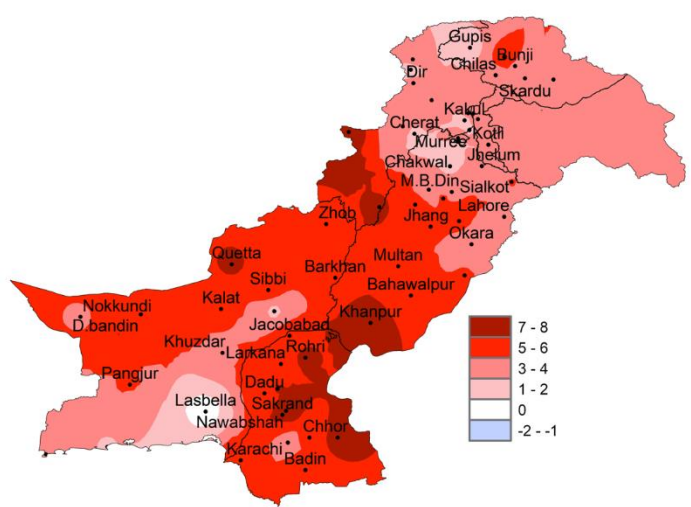 Gupis
Bunji
Chilas
Dir
Skardu
Kakul
Cherat
Kotli
Murree
Chakwal
Jhelum
M.B.Din
Sialkot
Zhob
Jhang
Lahore
Okara
Quetta
Multan
Sibbi
Barkhan
Bahawalpur
Nokkundi
Kalat
Khanpur
D.bandin
Jacobabad
7 - 8
Khuzdar
Rohri
5 - 6
Larkana
3 - 4
Pangjur
Dadu
1 - 2
Lasbella
Sakrand
0
Nawabshah
Chhor
-2 - -1
Karachi
Badin